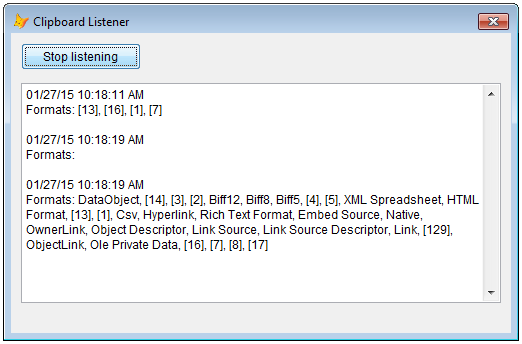 Clipboard Listener
Stop listening
01/27/15 10:18:11 AM
Formats: [13], [16], [1], [7]
01/27/15 10:18:19 AM
Formats:
01/27/15 10:18:19 AM
Formats: DataObject, [14], [3], [2], Biff12, Biff8, Biff5, [4], [5], XML Spreadsheet, HTML
Format, [13], [1], Csv, Hyperlink, Rich Text Format, Embed Source, Native,
OwnerLink, Object Descriptor, Link Source, Link Source Descriptor, Link, [129],
ObjectLink, Ole Private Data, [16], [7], [8], [17]